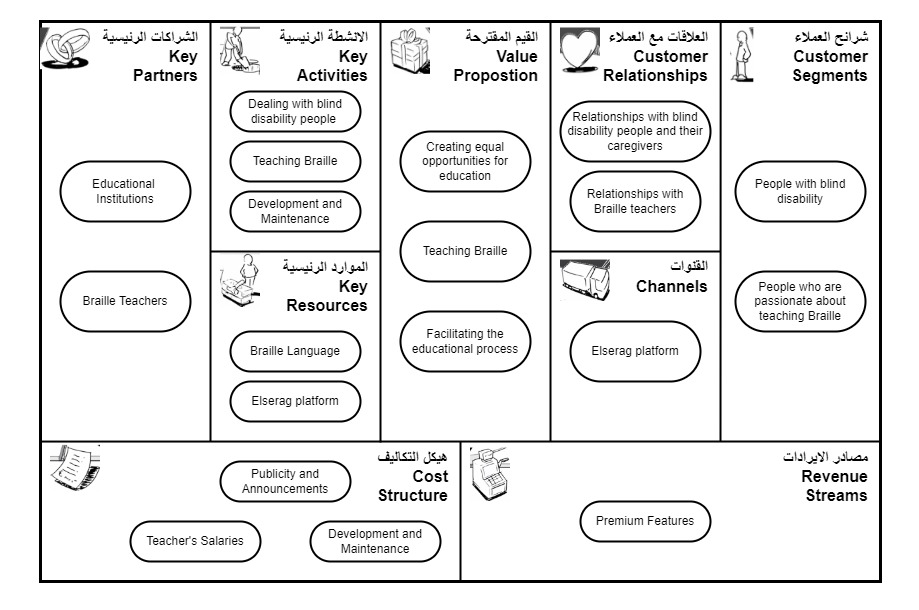 الشراكات الرئيسية
Key
Partners
Educational
Institutions
Braille Teachers
الانشطة الرئيسية
Key
Activities
Dealing with blind
disability people
Teaching Braille
Development and
Maintenance
الموارد الرئيسية
Key
Resources
Braille Language
Elserag platform
القيم المقترحة
Value
Propostion
Creating equal
opportunities for
education
Teaching Braille
Facilitating the
educational process
العلاقات مع العملاء
Customer
Relationships
Relationships with blind
disability people and their
caregivers
Relationships with
Braille teachers
القنوات
Channels
Elserag platform
شرائح العملاء
Customer
Segments
People with blind
disability
People who are
passionate about
teaching Braille
هيكل التكاليف
Cost
Structure
Publicity and
Announcements
Teacher's Salaries
Development and
Maintenance
مصادر الايرادات
Revenue
Streams
Premium Features